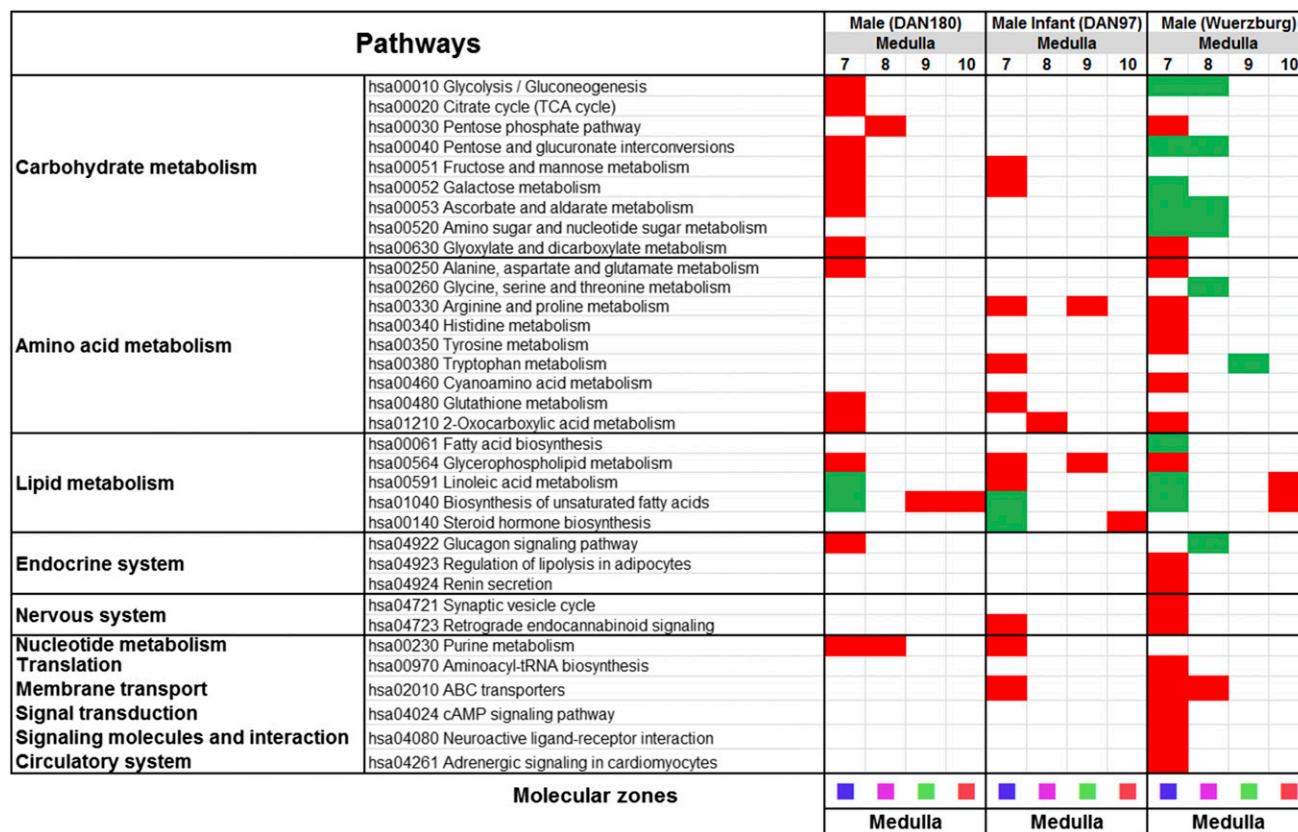 Pathways
Male (DAN180) Male Infant (DAN97) Male (Wuerzburg)
Medulla Medulla Medulla
7 8 9 10 7 8 9 10 7 8 9 10
Carbohydrate metabolism
hsa00010 Glycolysis / Gluconeogenesis
hsa00020 Citrate cycle (TCA cycle)
hsa00030 Pentose phosphate pathway
hsa00040 Pentose and glucuronate interconversions
hsa00051 Fructose and mannose metabolism
hsa00052 Galactose metabolism
hsa00053 Ascorbate and aldarate metabolism
hsa00520 Amino sugar and nucleotide sugar metabolism
hsa00630 Glyoxylate and dicarboxylate metabolism
Amino acid metabolism
hsa00250 Alanine, aspartate and glutamate metabolism
hsa00260 Glycine, serine and threonine metabolism
hsa00330 Arginine and proline metabolism
hsa00340 Histidine metabolism
hsa00350 Tyrosine metabolism
hsa00380 Tryptophan metabolism
hsa00460 Cyanoamino acid metabolism
hsa00480 Glutathione metabolism
hsa01210 2-Oxocarboxylic acid metabolism
Lipid metabolism
hsa00061 Fatty acid biosynthesis
hsa00564 Glycerophospholipid metabolism
hsa00591 Linoleic acid metabolism
hsa01040 Biosynthesis of unsaturated fatty acids
hsa00140 Steroid hormone biosynthesis
Endocrine system
hsa04922 Glucagon signaling pathway
hsa04923 Regulation of lipolysis in adipocytes
hsa04924 Renin secretion
Nervous system
hsa04721 Synaptic vesicle cycle
hsa04723 Retrograde endocannabinoid signaling
Nucleotide metabolism hsa00230 Purine metabolism
Translation hsa00970 Aminoacyl-tRNA biosynthesis
Membrane transport hsa02010 ABC transporters
Signal transduction hsa04024 cAMP signaling pathway
Signaling molecules and interaction hsa04080 Neuroactive ligand-receptor interaction
Circulatory system hsa04261 Adrenergic signaling in cardiomyocytes
Molecular zones
Medulla Medulla Medulla